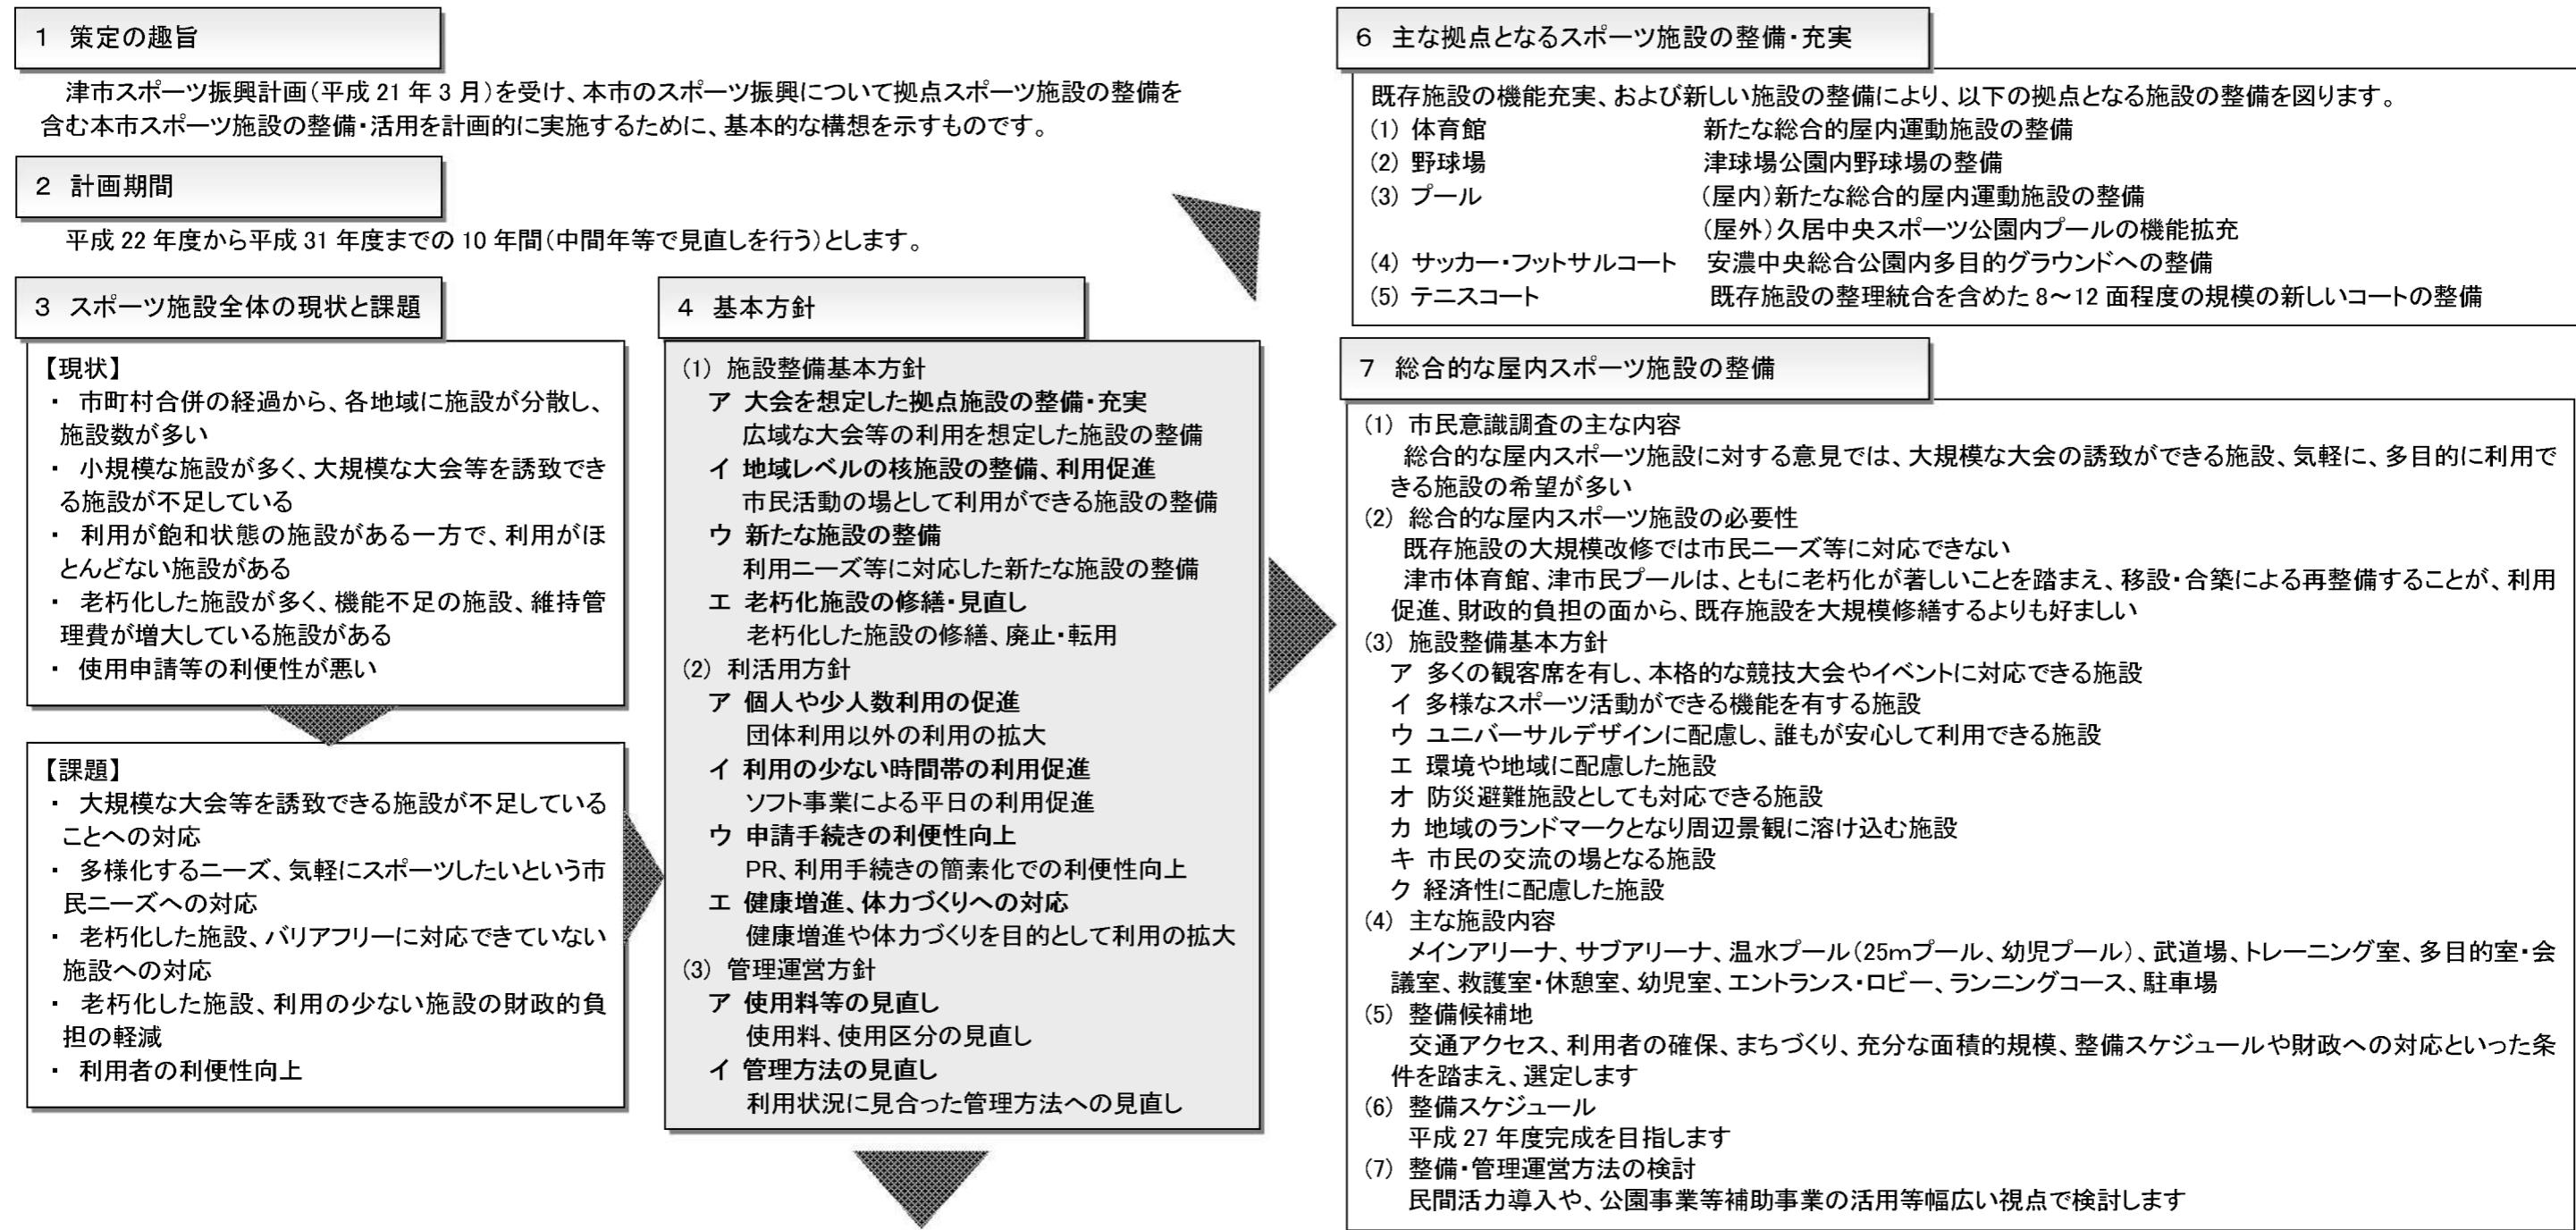 1 策定の趣旨
津市スポーツ振興計画(平成 21 年 3 月)を受け、本市のスポーツ振興について拠点スポーツ施設の整備を
含む本市スポーツ施設の整備・活用を計画的に実施するために、基本的な構想を示すものです。
2 計画期間
平成 22 年度から平成 31 年度までの 10 年間(中間年等で見直しを行う)とします。
3 スポーツ施設全体の現状と課題
【現状】
・ 市町村合併の経過から、各地域に施設が分散し、
施設数が多い
・ 小規模な施設が多く、大規模な大会等を誘致でき
る施設が不足している
・ 利用が飽和状態の施設がある一方で、利用がほ
とんどない施設がある
・ 老朽化した施設が多く、機能不足の施設、維持管
理費が増大している施設がある
・ 使用申請等の利便性が悪い
【課題】
・ 大規模な大会等を誘致できる施設が不足している
ことへの対応
・ 多様化するニーズ、気軽にスポーツしたいという市
民ニーズへの対応
・ 老朽化した施設、バリアフリーに対応できていない
施設への対応
・ 老朽化した施設、利用の少ない施設の財政的負
担の軽減
・ 利用者の利便性向上
4 基本方針
(1) 施設整備基本方針
ア 大会を想定した拠点施設の整備・充実
広域な大会等の利用を想定した施設の整備
イ 地域レベルの核施設の整備、利用促進
市民活動の場として利用ができる施設の整備
ウ 新たな施設の整備
利用ニーズ等に対応した新たな施設の整備
エ 老朽化施設の修繕・見直し
老朽化した施設の修繕、廃止・転用
(2) 利活用方針
ア 個人や少人数利用の促進
団体利用以外の利用の拡大
イ 利用の少ない時間帯の利用促進
ソフト事業による平日の利用促進
ウ 申請手続きの利便性向上
PR、利用手続きの簡素化での利便性向上
エ 健康増進、体力づくりへの対応
健康増進や体力づくりを目的として利用の拡大
(3) 管理運営方針
ア 使用料等の見直し
使用料、使用区分の見直し
イ 管理方法の見直し
利用状況に見合った管理方法への見直し
6 主な拠点となるスポーツ施設の整備・充実
既存施設の機能充実、および新しい施設の整備により、以下の拠点となる施設の整備を図ります。
(1) 体育館 新たな総合的屋内運動施設の整備
(2) 野球場 津球場公園内野球場の整備
(3) プール (屋内)新たな総合的屋内運動施設の整備
(屋外)久居中央スポーツ公園内プールの機能拡充
(4) サッカー・フットサルコート 安濃中央総合公園内多目的グラウンドへの整備
(5) テニスコート 既存施設の整理統合を含めた 8～12 面程度の規模の新しいコートの整備
7 総合的な屋内スポーツ施設の整備
(1) 市民意識調査の主な内容
総合的な屋内スポーツ施設に対する意見では、大規模な大会の誘致ができる施設、気軽に、多目的に利用で
きる施設の希望が多い
(2) 総合的な屋内スポーツ施設の必要性
既存施設の大規模改修では市民ニーズ等に対応できない
津市体育館、津市民プールは、ともに老朽化が著しいことを踏まえ、移設・合築による再整備することが、利用
促進、財政的負担の面から、既存施設を大規模修繕するよりも好ましい
(3) 施設整備基本方針
ア 多くの観客席を有し、本格的な競技大会やイベントに対応できる施設
イ 多様なスポーツ活動ができる機能を有する施設
ウ ユニバーサルデザインに配慮し、誰もが安心して利用できる施設
エ 環境や地域に配慮した施設
オ 防災避難施設としても対応できる施設
カ 地域のランドマークとなり周辺景観に溶け込む施設
キ 市民の交流の場となる施設
ク 経済性に配慮した施設
(4) 主な施設内容
メインアリーナ、サブアリーナ、温水プール(25mプール、幼児プール)、武道場、トレーニング室、多目的室・会
議室、救護室・休憩室、幼児室、エントランス・ロビー、ランニングコース、駐車場
(5) 整備候補地
交通アクセス、利用者の確保、まちづくり、充分な面積的規模、整備スケジュールや財政への対応といった条
件を踏まえ、選定します
(6) 整備スケジュール
平成 27 年度完成を目指します
(7) 整備・管理運営方法の検討
民間活力導入や、公園事業等補助事業の活用等幅広い視点で検討します